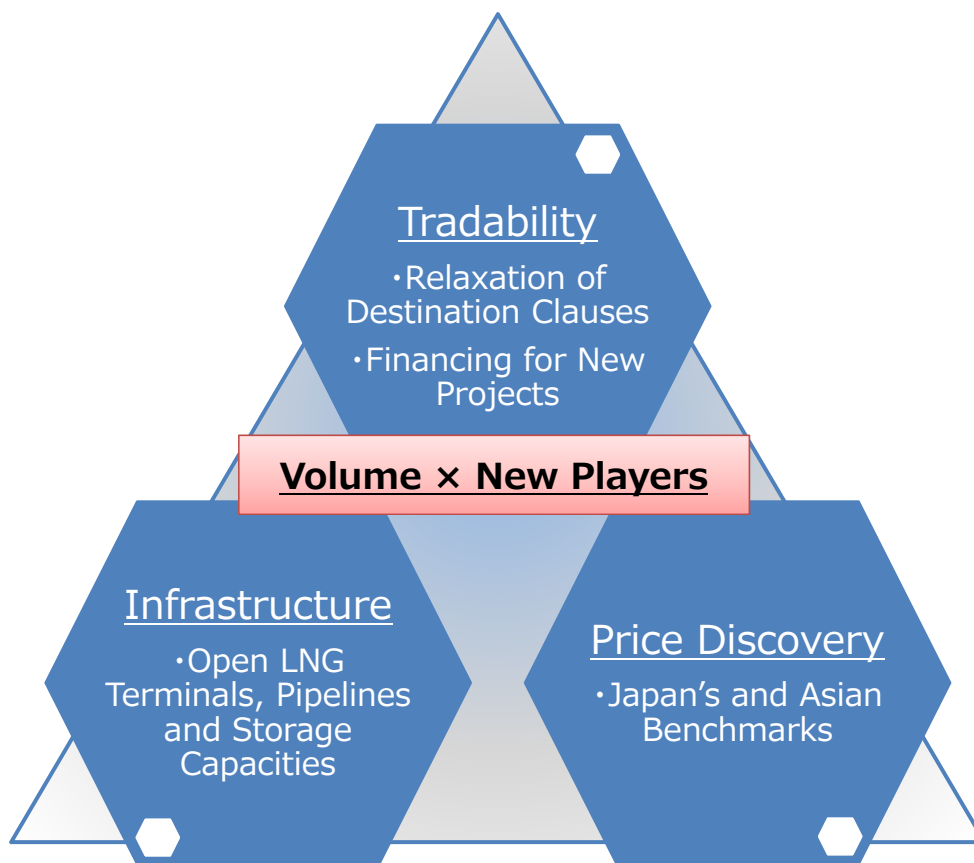 Tradability
・Relaxation of
Destination Clauses
・Financing for New
Projects
Volume × New Players
Infrastructure
・Open LNG
Terminals, Pipelines
and Storage
Capacities
Price Discovery
・Japan’s and Asian
Benchmarks